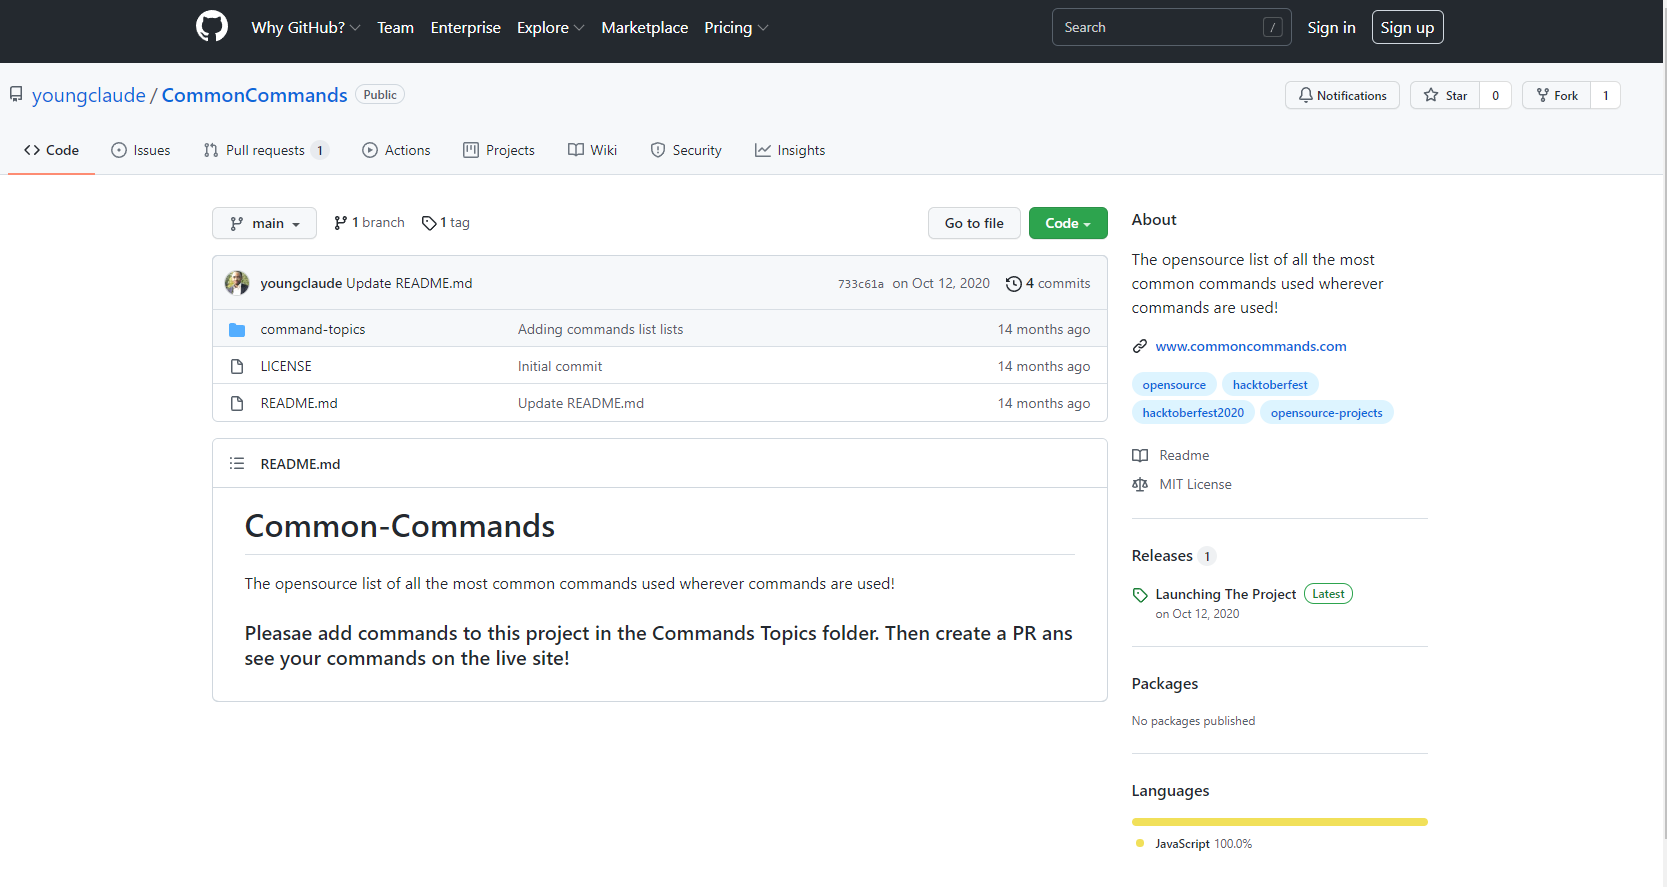 Why GitHub? Team Enterprise Explore Marketplace Pricing Search / Sign in Sign up
youngclaude / CommonCommands Public Notifications Star 0 Fork 1
Code Issues Pull requests 1 Actions Projects Wiki Security Insights
main 1 branch 1 tag Go to file Code
youngclaude Update README.md 733c61a on Oct 12, 2020 4 commits
command-topics Adding commands list lists 14 months ago
LICENSE Initial commit 14 months ago
README.md Update README.md 14 months ago
README.md
Common-Commands
The opensource list of all the most common commands used wherever commands are used!
Pleasae add commands to this project in the Commands Topics folder. Then create a PR ans
see your commands on the live site!
About
The opensource list of all the most
common commands used wherever
commands are used!
www.commoncommands.com
opensource hacktoberfest
hacktoberfest2020 opensource-projects
Readme
MIT License
Releases 1
Launching The Project Latest
on Oct 12, 2020
Packages
No packages published
Languages
JavaScript 100.0%